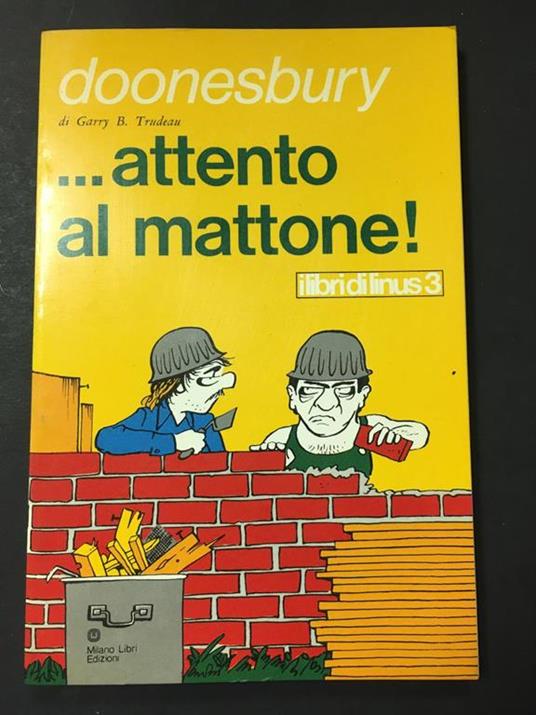 doonesbury
di Garry B. Trudeau
...attento
al mattone!
i libri di linus 3
Milano Libri
Edizioni